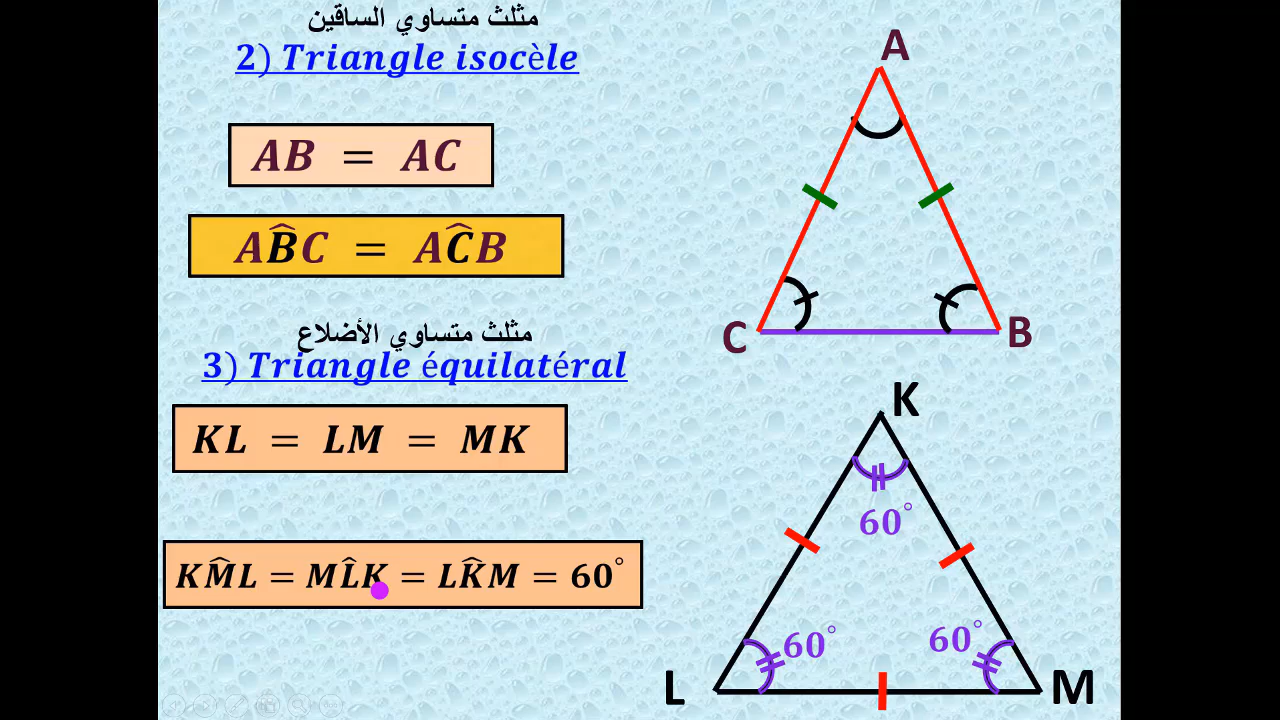 مثلث متساوي الساقين
2) Triangle isocèle
AB = AC
AB̂C = AĈB
مثلث متساوي الأضلاع
3) Triangle équilatéral
KL = LM = MK
KM̂L = ML̂K = LK̂M = 60°
A
C
B
K
60°
60°
60°
L
M